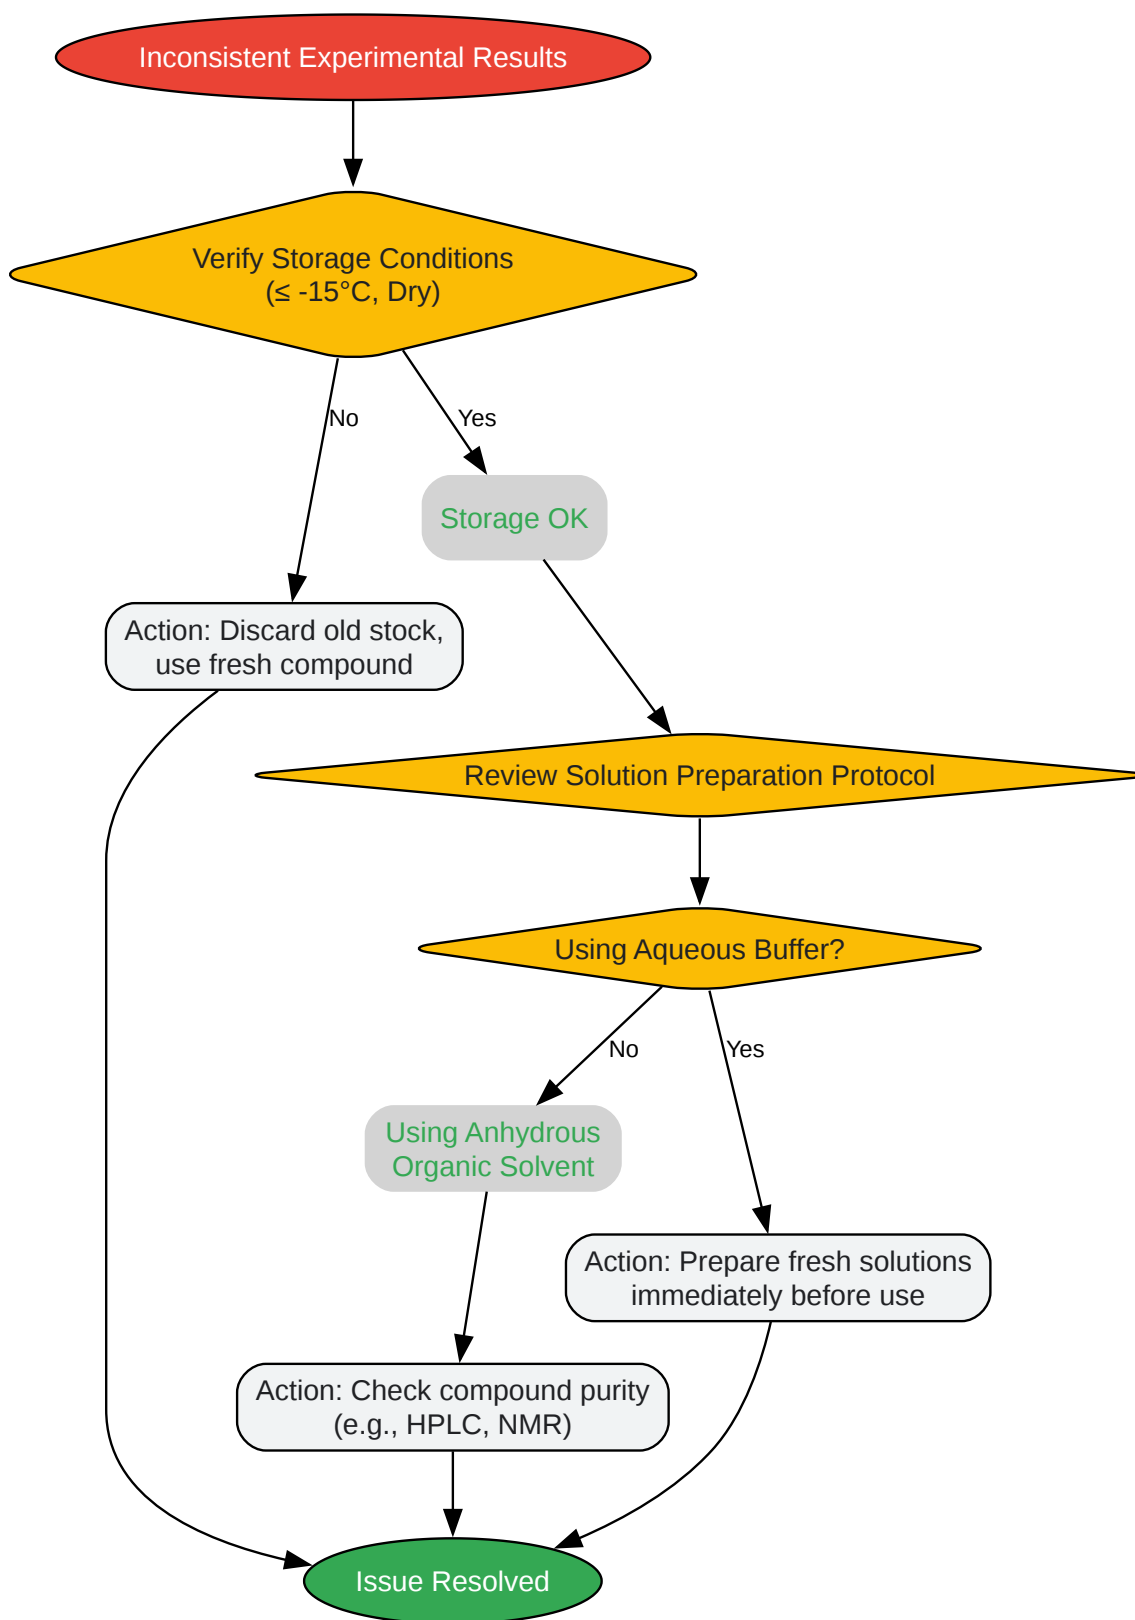 Inconsistent Experimental Results
Verify Storage Conditions
(≤ -15°C, Dry)
No
Yes
Storage OK
Action: Discard old stock,
use fresh compound
Review Solution Preparation Protocol
Using Aqueous Buffer?
No
Yes
Using Anhydrous
Organic Solvent
Action: Prepare fresh solutions
immediately before use
Action: Check compound purity
(e.g., HPLC, NMR)
Issue Resolved